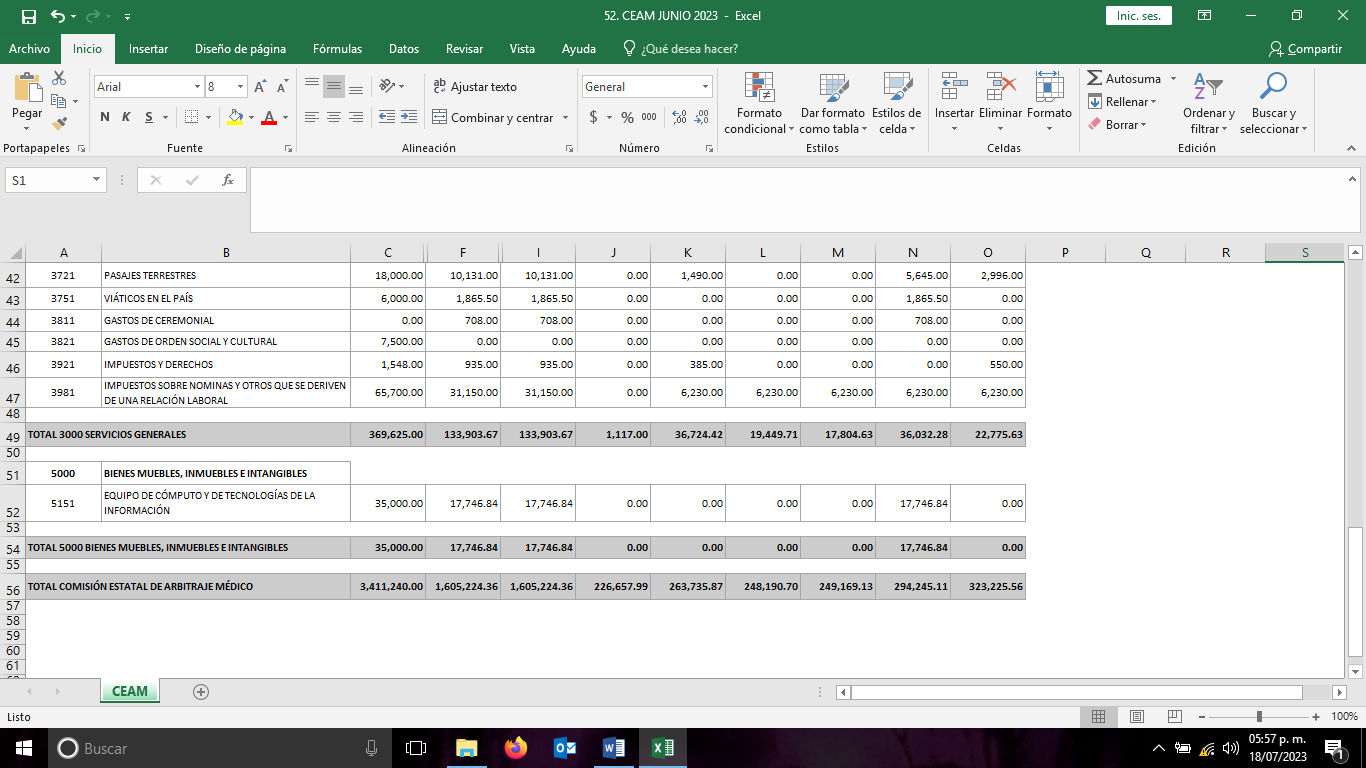 52. CEAM JUNIO 2023 - Excel
Inic. ses.
Archivo Inicio Insertar Diseño de página Fórmulas Datos Revisar Vista Ayuda ¿Qué desea hacer? Compartir
Pegar
Portapapeles
Arial 8
N K S
Fuente
Ajustar texto
Combinar y centrar
Alineación
General
$ % 000
Número
Formato condicional
Dar formato como tabla
Estilos de celda
Estilos
Insertar Eliminar Formato
Celdas
Autosuma
Rellenar
Borrar
Ordenar y filtrar
Buscar y seleccionar
Edición
S1
fx
A B C F I J K L M N O P Q R S
42 3721 PASAJES TERRESTRES 18,000.00 10,131.00 10,131.00 0.00 1,490.00 0.00 0.00 5,645.00 2,996.00
43 3751 VIÁTICOS EN EL PAÍS 6,000.00 1,865.50 1,865.50 0.00 0.00 0.00 0.00 1,865.50 0.00
44 3811 GASTOS DE CEREMONIAL 0.00 708.00 708.00 0.00 0.00 0.00 0.00 708.00 0.00
45 3821 GASTOS DE ORDEN SOCIAL Y CULTURAL 7,500.00 0.00 0.00 0.00 0.00 0.00 0.00 0.00 0.00
46 3921 IMPUESTOS Y DERECHOS 1,548.00 935.00 935.00 0.00 385.00 0.00 0.00 0.00 550.00
47 3981 IMPUESTOS SOBRE NOMINAS Y OTROS QUE SE DERIVEN
DE UNA RELACIÓN LABORAL 65,700.00 31,150.00 31,150.00 0.00 6,230.00 6,230.00 6,230.00 6,230.00 6,230.00
48
49 TOTAL 3000 SERVICIOS GENERALES 369,625.00 133,903.67 133,903.67 1,117.00 36,724.42 19,449.71 17,804.63 36,032.28 22,775.63
50
51 5000 BIENES MUEBLES, INMUEBLES E INTANGIBLES
52 5151 EQUIPO DE CÓMPUTO Y DE TECNOLOGÍAS DE LA
INFORMACIÓN 35,000.00 17,746.84 17,746.84 0.00 0.00 0.00 0.00 17,746.84 0.00
53
54 TOTAL 5000 BIENES MUEBLES, INMUEBLES E INTANGIBLES 35,000.00 17,746.84 17,746.84 0.00 0.00 0.00 0.00 17,746.84 0.00
55
56 TOTAL COMISIÓN ESTATAL DE ARBITRAJE MÉDICO 3,411,240.00 1,605,224.36 1,605,224.36 226,657.99 263,735.87 248,190.70 249,169.13 294,245.11 323,225.56
57
58
59
60
61
CEAM
Listo
100%
Buscar
05:57 p. m.
18/07/2023
1